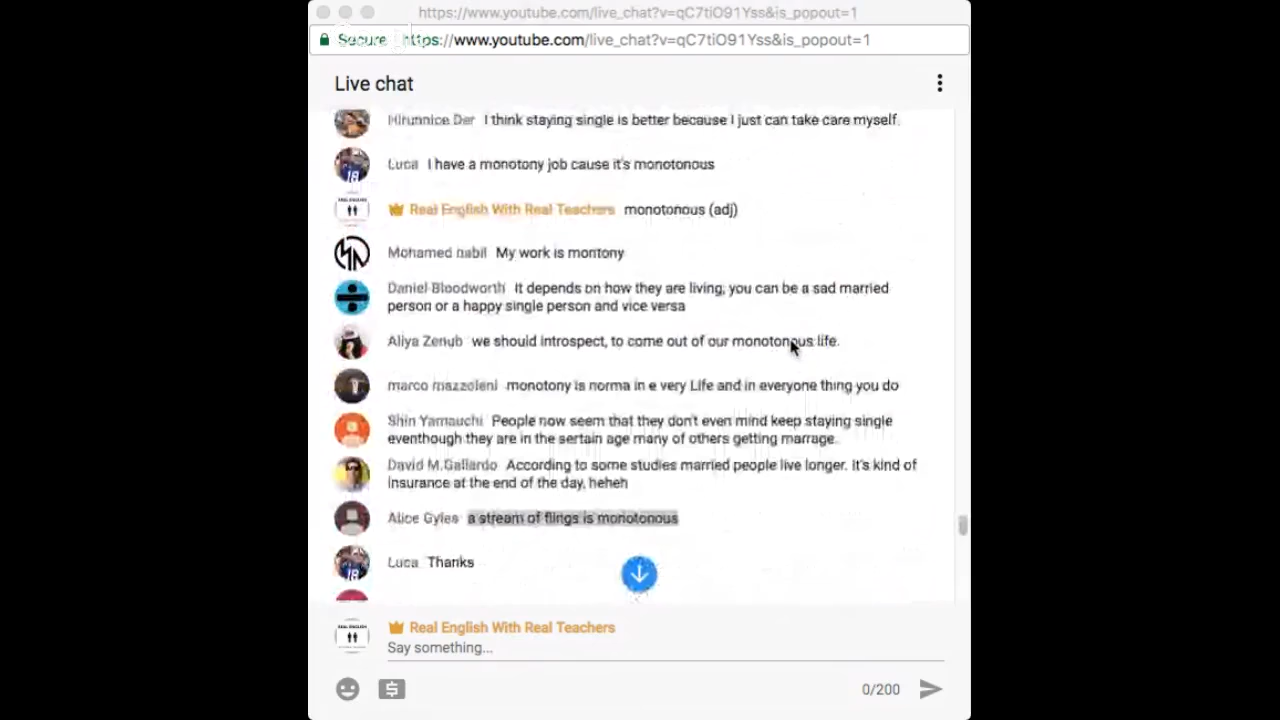 https://www.youtube.com/live_chat?v=qC7tiO91Yss&is_popout=1
Secure https://www.youtube.com/live_chat?v=qC7tiO91Yss&is_popout=1
Live chat
Der I think staying single is better because I just can take care myself.
Luca I have a monotony job cause it's monotonous
18
REAL ENGLISH
Real English With Real Teachers monotonous (adj)
Mohamed nabil My work is montony
Daniel Bloodworth It depends on how they are living, you can be a sad married
person or a happy single person and vice versa
Aliya Zenub we should introspect, to come out of our monotonous life.
marco mazzoleni monotony is norma in e very Life and in everyone thing you do
Shin Yamauchi People now seem that they don't even mind keep staying single
eventhough they are in the sertain age many of others getting marrage.
David M.Gallardo According to some studies married people live longer. It's kind of
insurance at the end of the day, heheh
Alice Gyles a stream of flings is monotonous
Luca Thanks
18
REAL ENGLISH
Real English With Real Teachers
Say something...
0/200